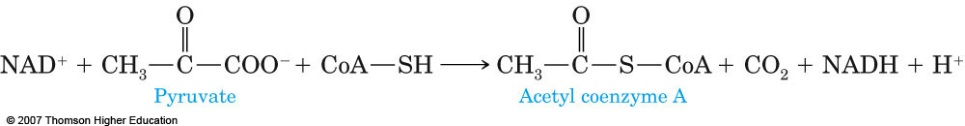 O O
NAD⁺ + CH₃—C—COO⁻ + CoA—SH ⟶ CH₃—C—S—CoA + CO₂ + NADH + H⁺
Pyruvate Acetyl coenzyme A
© 2007 Thomson Higher Education